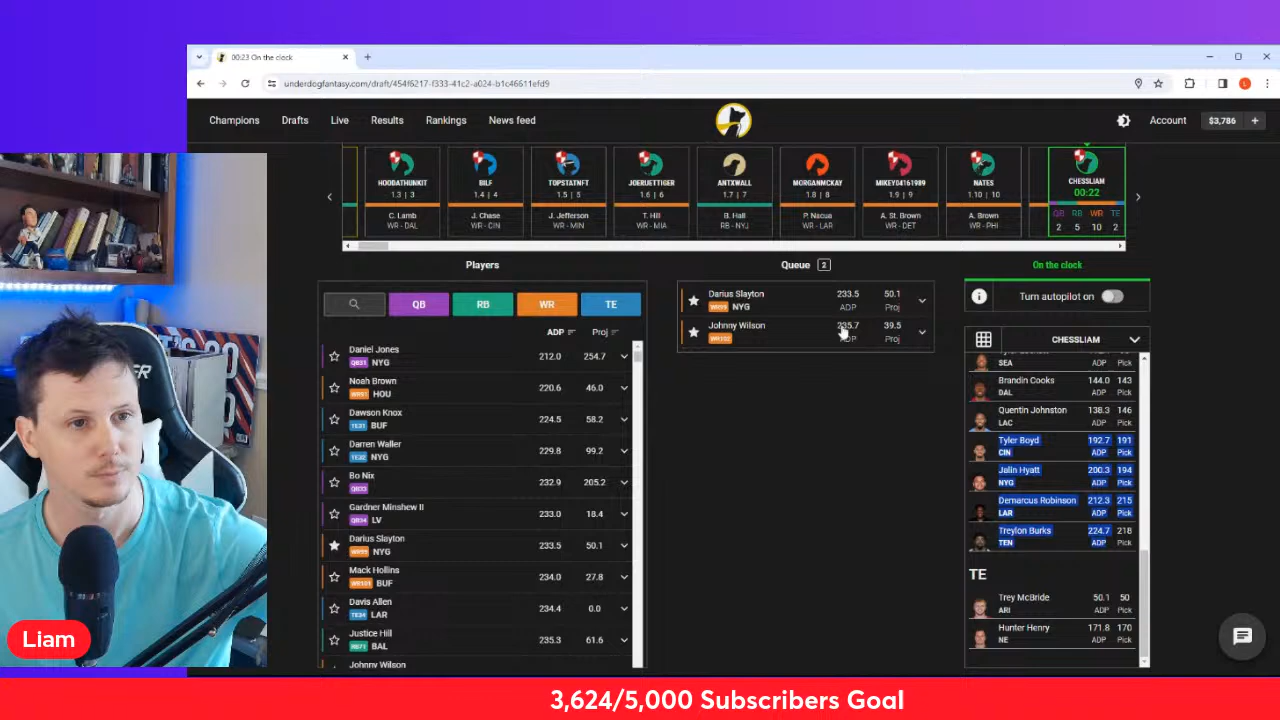 00:23 On the clock
underdogfantasy.com/draft/454f6217-f333-41c2-a024-b1c46611efd9
Champions Drafts Live Results Rankings News feed
Account $3,786 +
HOODATHUNKIT
1.3 | 3
C. Lamb
WR - DAL
BILF
1.4 | 4
J. Chase
WR - CIN
TOPSTATNFT
1.5 | 5
J. Jefferson
WR - MIN
JOERUETTIGER
1.6 | 6
T. Hill
WR - MIA
ANTXWALL
1.7 | 7
B. Hall
RB - NYJ
MORGANMCKAY
1.8 | 8
P. Nacua
WR - LAR
MIKEY04161989
1.9 | 9
A. St. Brown
WR - DET
NATES
1.10 | 10
A. Brown
WR - PHI
CHESSLIAM
00:22
QB RB WR TE
2 5 10 2
Players
QB RB WR TE
ADP Proj
Daniel Jones 212.0 254.7
QB31 NYG
Noah Brown 220.6 46.0
HOU
Dawson Knox 224.5 58.2
TE31 BUF
Darren Waller 229.8 99.2
TE32 NYG
Bo Nix 232.9 205.2
Gardner Minshew II 233.0 18.4
QB34 LV
Darius Slayton 233.5 50.1
NYG
Mack Hollins 234.0 27.8
WR101 BUF
Davis Allen 234.4 0.0
LAR
Justice Hill 235.3 61.6
RB71 BAL
Johnny Wilson
Queue 2
Darius Slayton 233.5 50.1
NYG ADP Proj
Johnny Wilson 235.7 39.5
WR102 ADP Proj
On the clock
Turn autopilot on
CHESSLIAM
SEA ADP Pick
Brandin Cooks 144.0 143
DAL ADP Pick
Quentin Johnston 138.3 146
LAC ADP Pick
Tyler Boyd 192.7 191
CIN ADP Pick
Jalin Hyatt 200.3 194
NYG ADP Pick
Demarcus Robinson 212.3 215
LAR ADP Pick
Treylon Burks 224.7 218
TEN ADP Pick
TE
Trey McBride 50.1 50
ARI ADP Pick
Hunter Henry 171.8 170
NE ADP Pick
Liam
3,624/5,000 Subscribers Goal